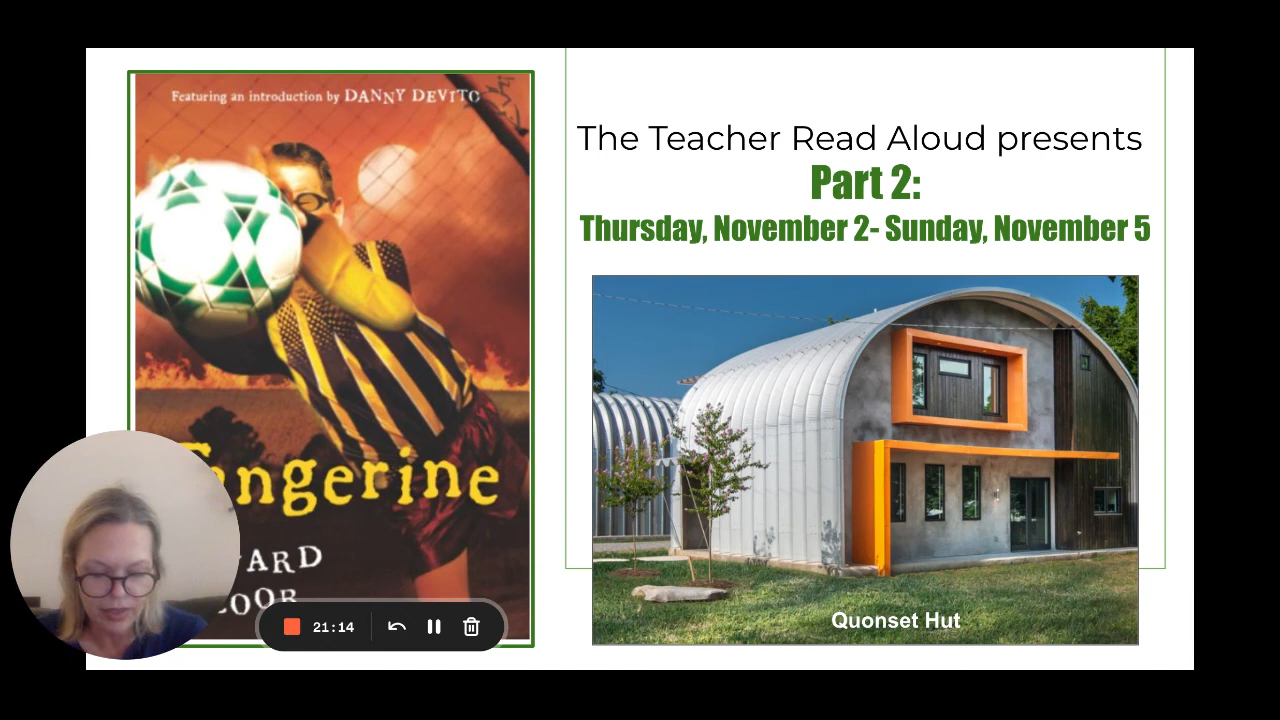 Featuring an introduction by DANNY DEVITO
The Teacher Read Aloud presents
Part 2:
Thursday, November 2- Sunday, November 5
Quonset Hut
21:14